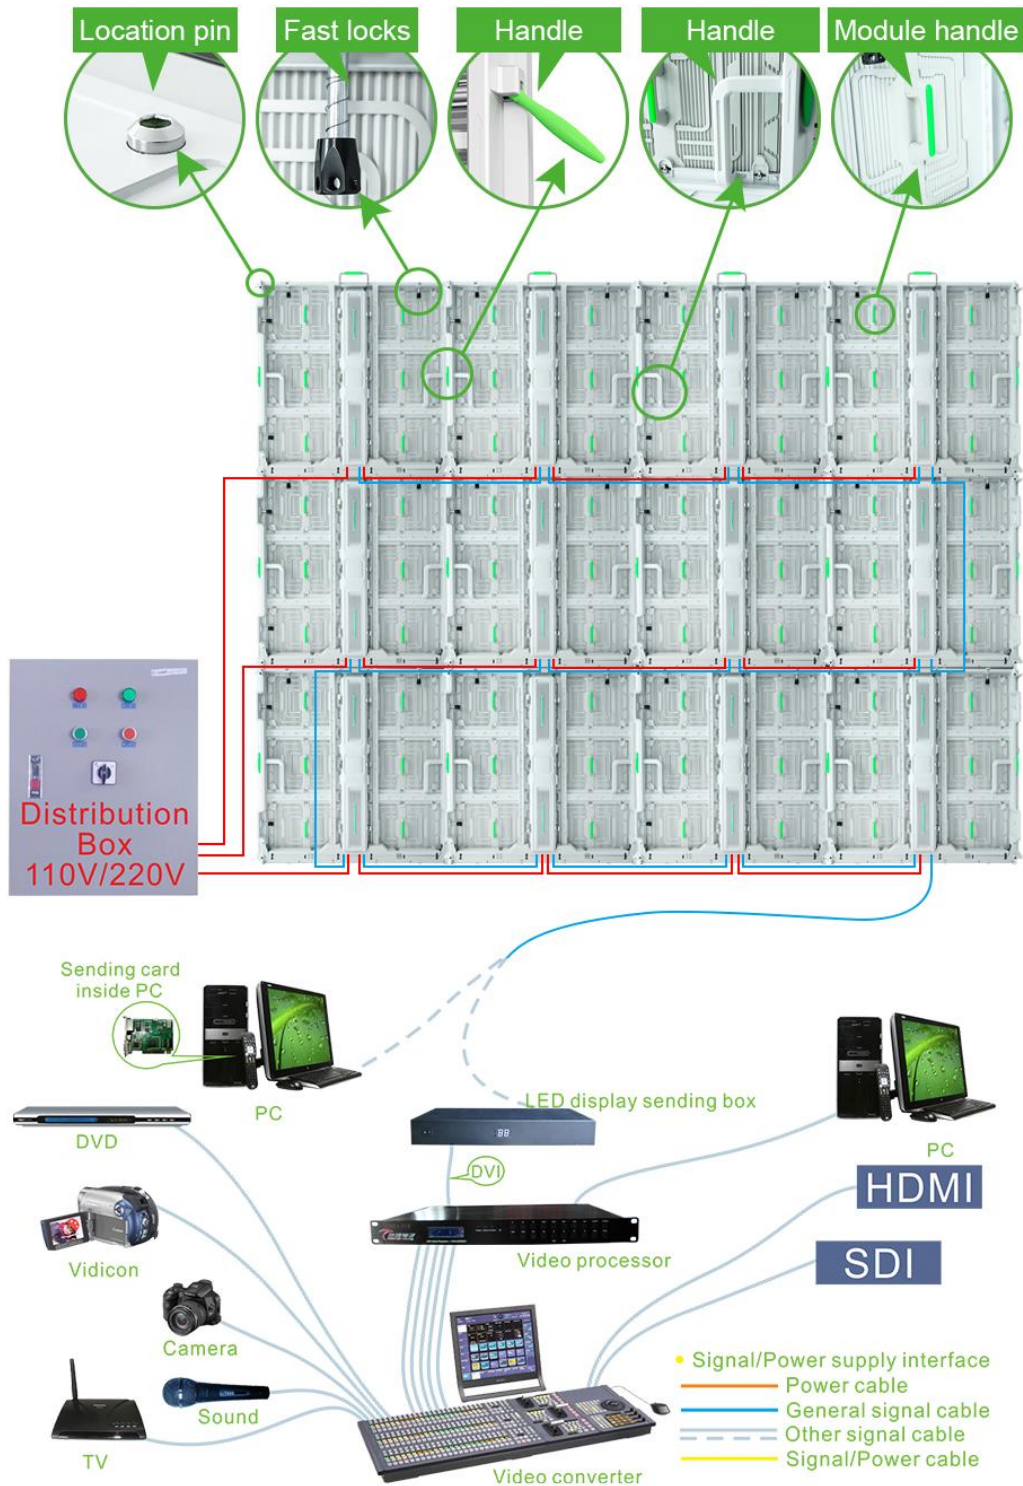 Location pin
Fast locks
Handle
Handle
Module handle
Distribution
Box
110V/220V
Sending card
inside PC
PC
DVD
LED display sending box
DVI
PC
HDMI
Vidicon
Video processor
SDI
Camera
Signal/Power supply interface
Power cable
Sound
General signal cable
Other signal cable
TV
Signal/Power cable
Video converter